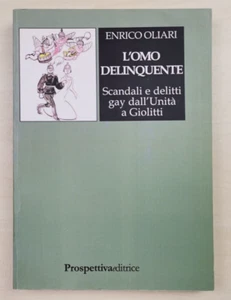 ENRICO OLIARI
L'OMO
DELINQUENTE
Scandali e delitti
gay dall'Unità
a Giolitti
Prospettivaeditrice